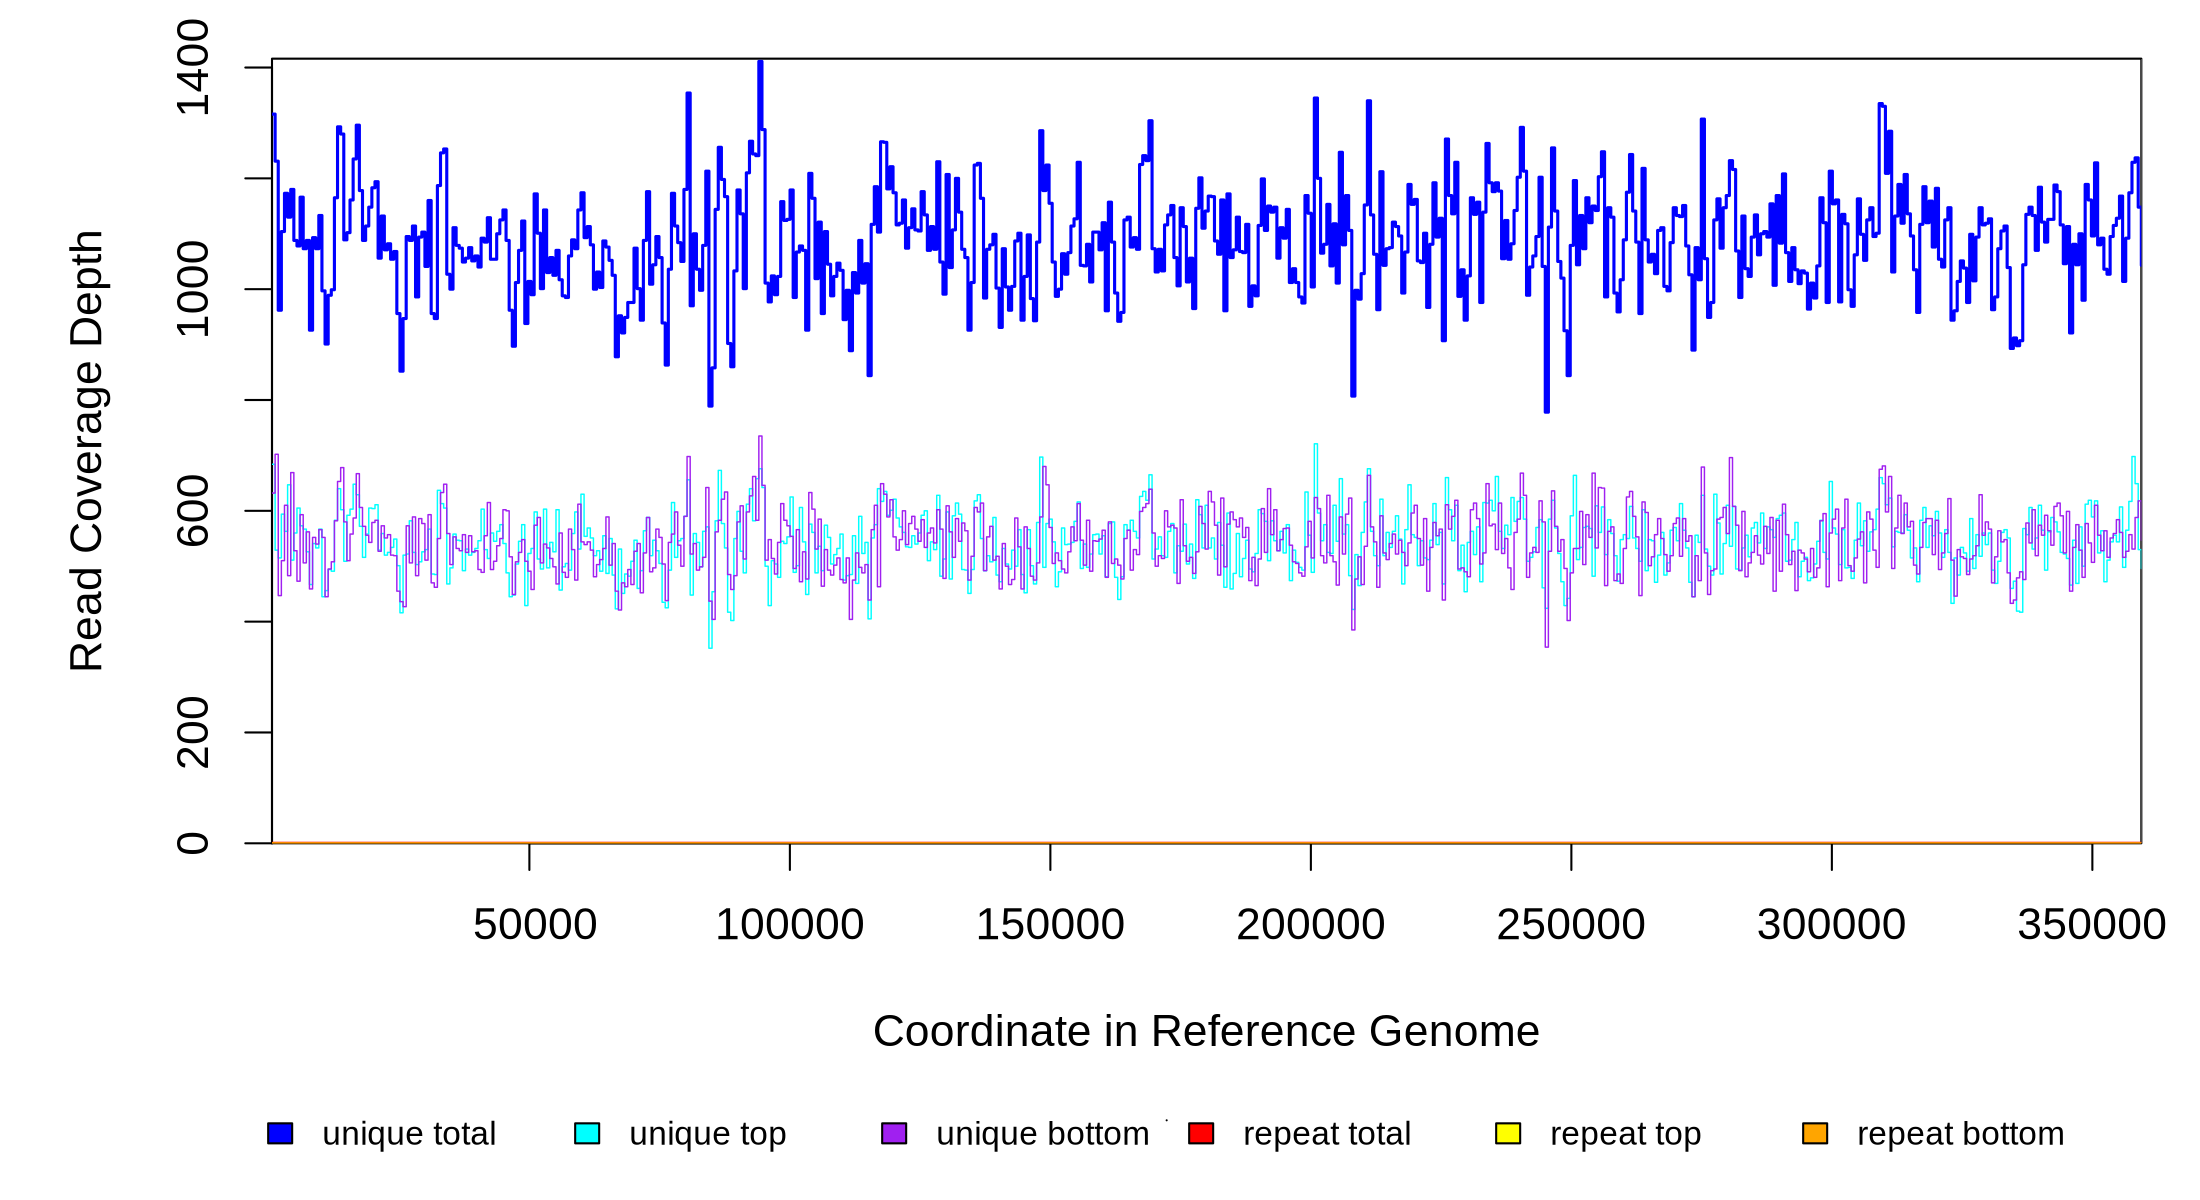 1400
1000
600
200
0
Read Coverage Depth
50000 100000 150000 200000 250000 300000 350000
Coordinate in Reference Genome
unique total unique top unique bottom repeat total repeat top repeat bottom